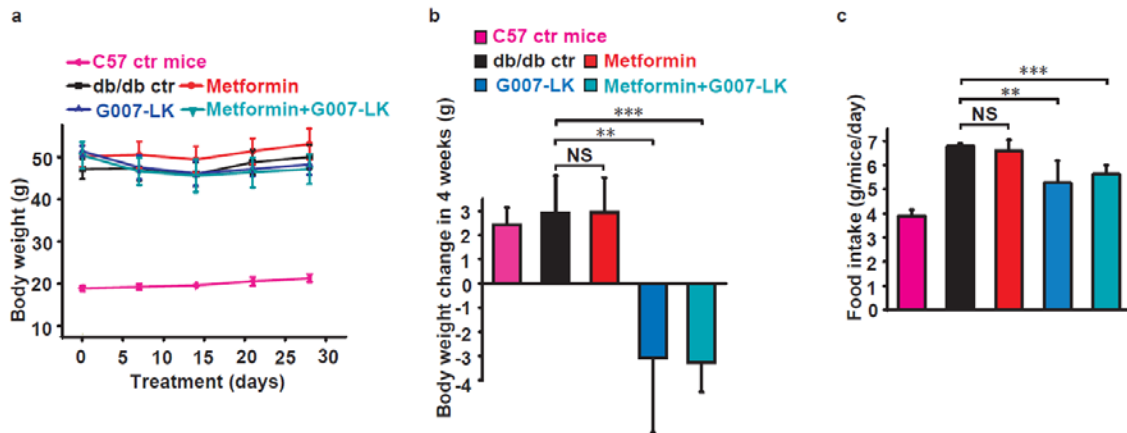 a
C57 ctr mice
db/db ctr Metformin
G007-LK Metformin+G007-LK
Body weight (g)
50
40
30
20
10
0 5 10 15 20 25 30
Treatment (days)
b
C57 ctr mice
db/db ctr Metformin
G007-LK Metformin+G007-LK
Body weight change in 4 weeks (g)
***
**
NS
3
2
1
0
-1
-2
-3
-4
c
***
**
NS
Food intake (g/mice/day)
7
6
5
4
3
2
1
0